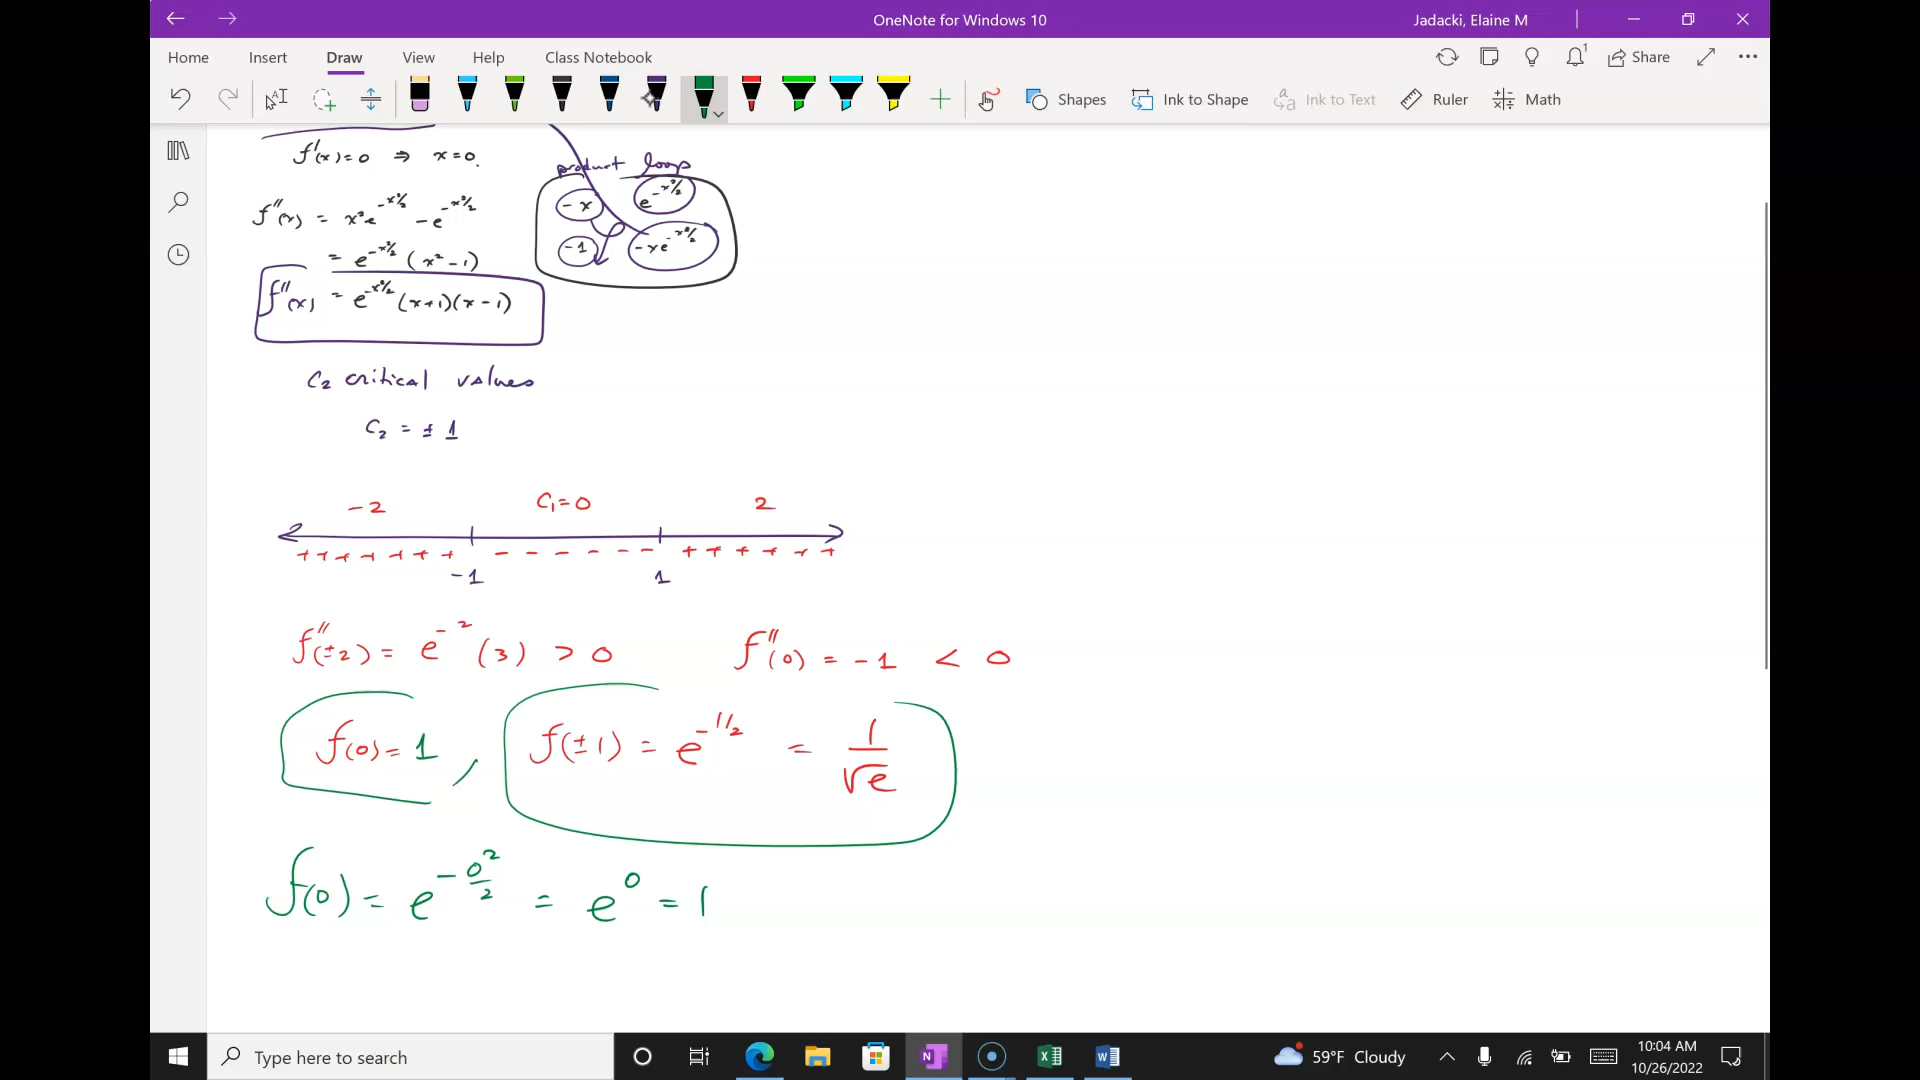 OneNote for Windows 10
Jadacki, Elaine M
Home Insert Draw View Help Class Notebook
1
Share
Shapes Ink to Shape Ink to Text Ruler Math
f'(x)=0 ⇒ x=0.
product loop
-x e^{-x²/2}
-1 -xe^{-x²/2}
f''(x) = x²e^{-x²/2} - e^{-x²/2}
= e^{-x²/2} (x² - 1)
f''(x) = e^{-x²/2} (x+1)(x-1)
C₂ critical values
C₂ = ± 1
-2 C₁=0 2
+ + + + + + + - - - - - - + + + + + +
-1 1
f''(±2) = e^{-2} (3) > 0 f''(0) = -1 < 0
f(0) = 1 , f(±1) = e^{-1/2} = 1/√e
f(0) = e^{-0²/2} = e^0 = 1
Type here to search
59°F Cloudy
10:04 AM
10/26/2022